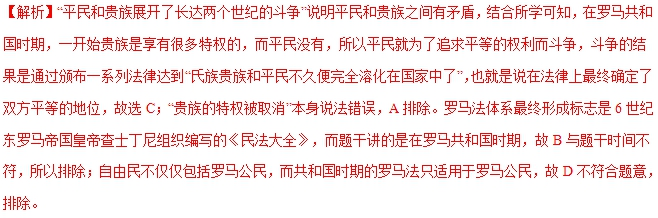 【解析】“平民和贵族展开了长达两个世纪的斗争”说明平民和贵族之间有矛盾，结合所学可知，在罗马共和
国时期，一开始贵族是享有很多特权的，而平民没有，所以平民就为了追求平等的权利而斗争，斗争的结
果是通过颁布一系列法律达到“氏族贵族和平民不久便完全溶化在国家中了”,也就是说在法律上最终确定了
双方平等的地位，故选 C；“贵族的特权被取消”本身说法错误，A 排除。罗马法体系最终形成标志是 6 世纪
东罗马帝国皇帝查士丁尼组织编写的《民法大全》，而题干讲的是在罗马共和国时期，故 B 与题干时间不
符，所以排除；自由民不仅仅包括罗马公民，而共和国时期的罗马法只适用于罗马公民，故 D 不符合题意，
排除。